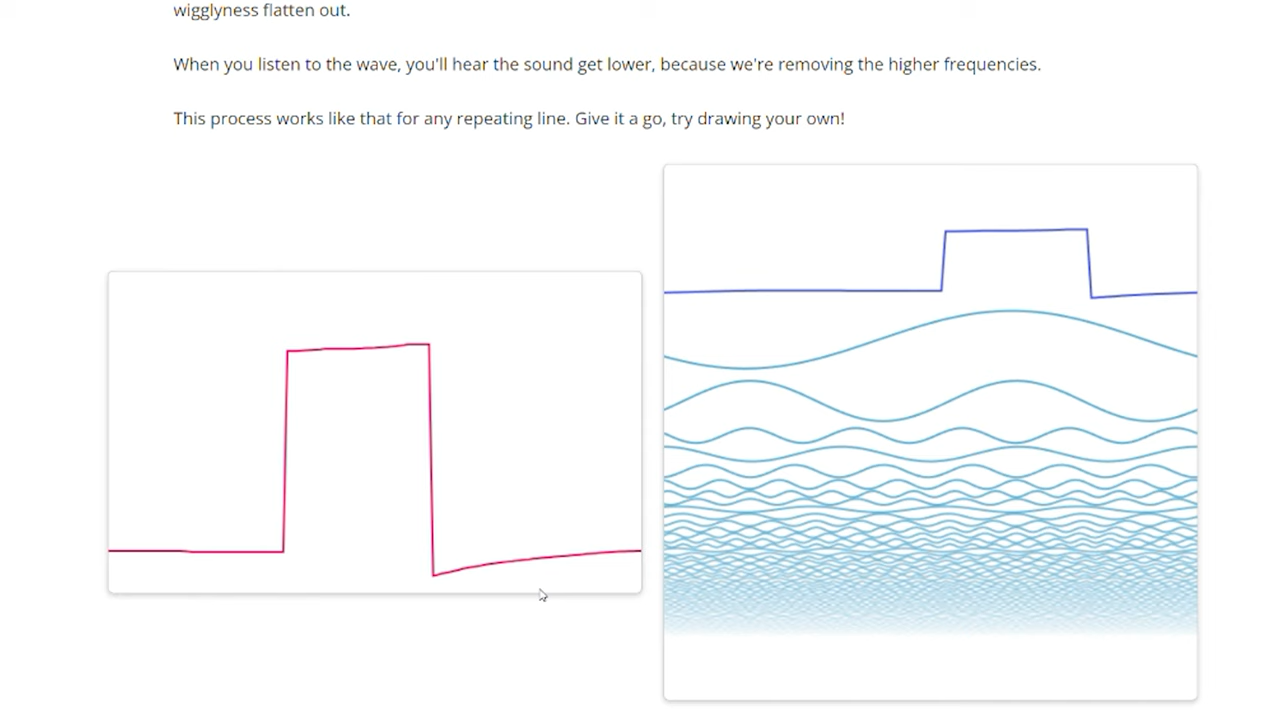 wigglyness flatten out.
When you listen to the wave, you'll hear the sound get lower, because we're removing the higher frequencies.
This process works like that for any repeating line. Give it a go, try drawing your own!